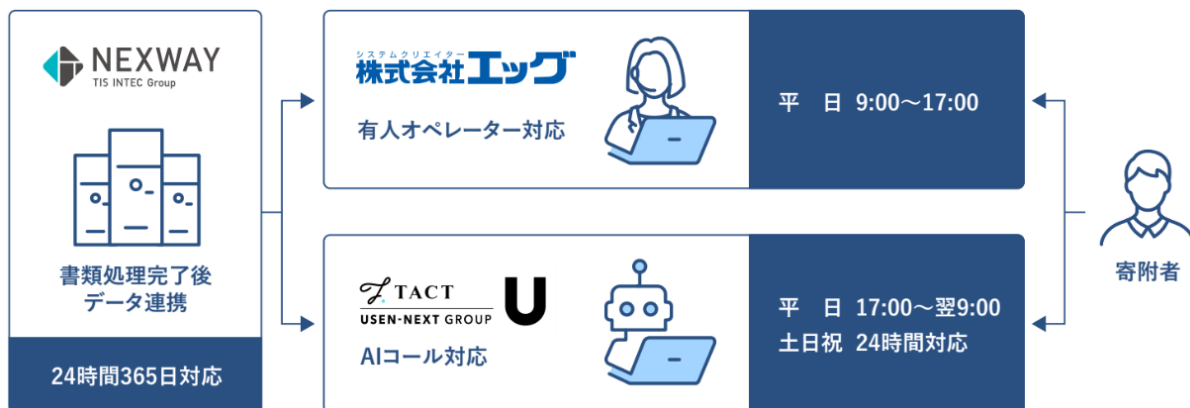 NEXWAY
TIS INTEC Group
書類処理完了後
データ連携
24時間365日対応
システムクリエイター
株式会社エッグ
有人オペレーター対応
平　日 9:00〜17:00
TACT
USEN-NEXT GROUP
U
AIコール対応
平　日 17:00〜翌9:00
土日祝 24時間対応
寄附者